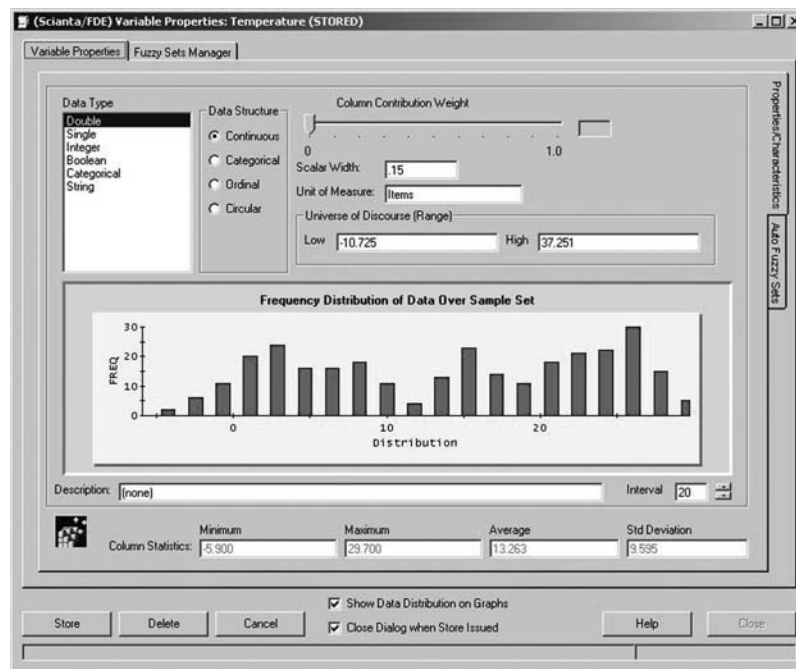 (Scianta/FDE) Variable Properties: Temperature (STORED)
Variable Properties
Fuzzy Sets Manager
Data Type
Double
Single
Integer
Boolean
Categorical
String
Data Structure
Continuous
Categorical
Ordinal
Circular
Column Contribution Weight
0 1.0
Scalar Width: .15
Unit of Measure: Items
Universe of Discourse (Range)
Low -10.725 High 37.251
Properties/Characteristics
Auto Fuzzy Sets
Frequency Distribution of Data Over Sample Set
FREQ
30
20
10
0
0 10 20
Distribution
Description: (none) Interval 20
Minimum Maximum Average Std Deviation
Column Statistics: -5.900 29.700 13.263 9.595
Show Data Distribution on Graphs
Close Dialog when Store Issued
Store Delete Cancel Help Close